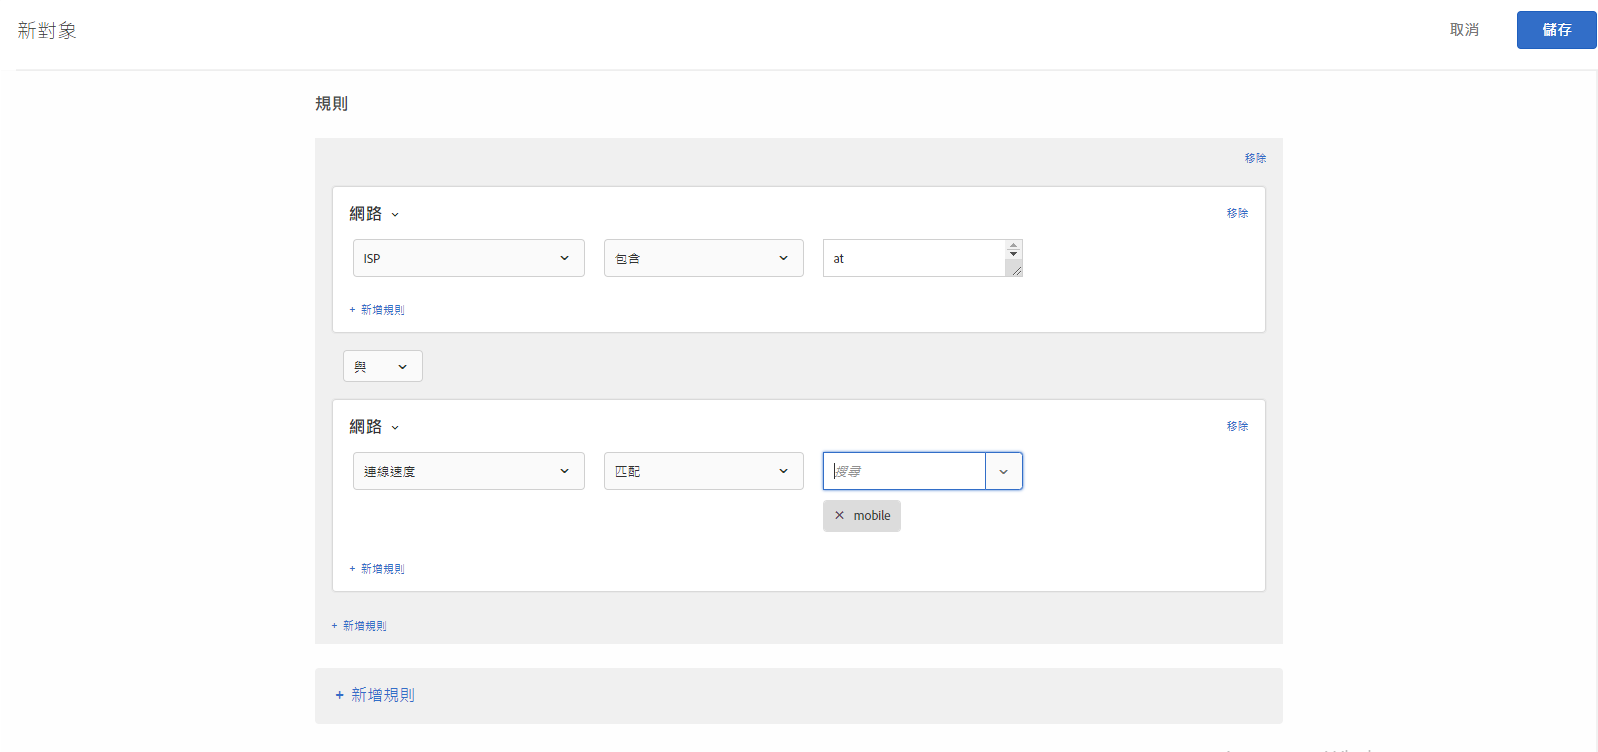 新對象
取消
儲存
規則
移除
網路
移除
ISP
包含
at
+ 新增規則
與
網路
移除
連線速度
匹配
搜尋
× mobile
+ 新增規則
+ 新增規則
+ 新增規則